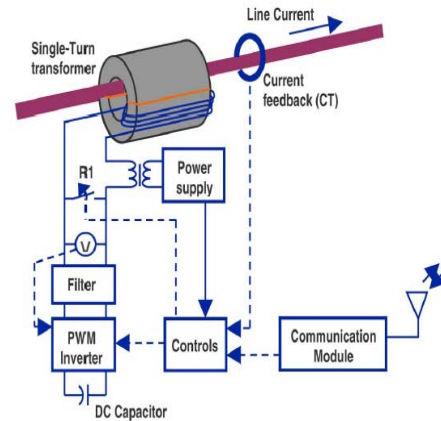 Line Current
Single-Turn
transformer
Current
feedback (CT)
R1
Power
supply
V
Filter
PWM
Inverter
Controls
Communication
Module
DC Capacitor